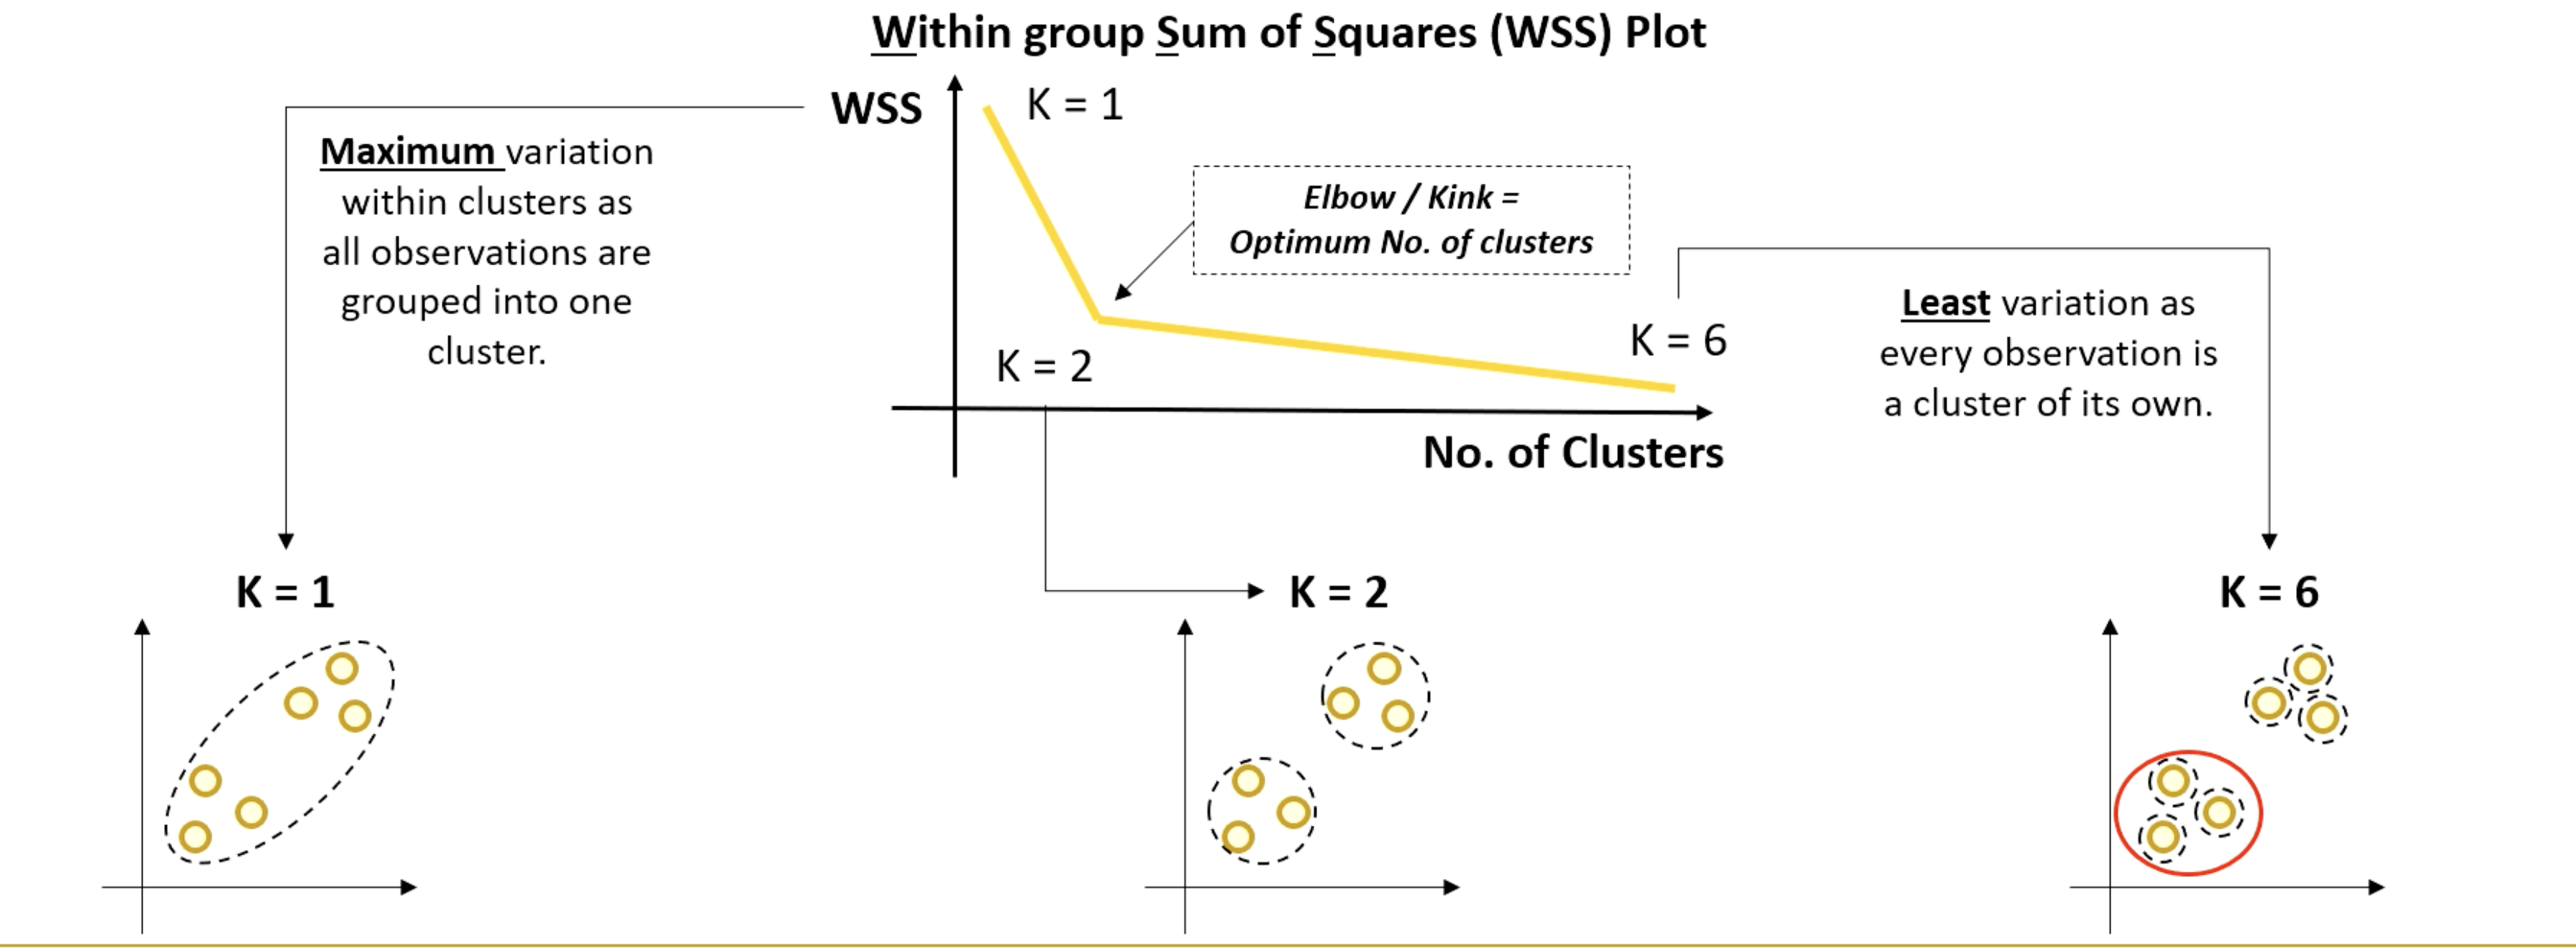 Within group Sum of Squares (WSS) Plot
WSS
K = 1
Maximum variation
within clusters as
all observations are
grouped into one
cluster.
Elbow / Kink =
Optimum No. of clusters
K = 2
K = 6
Least variation as
every observation is
a cluster of its own.
No. of Clusters
K = 1
K = 2
K = 6